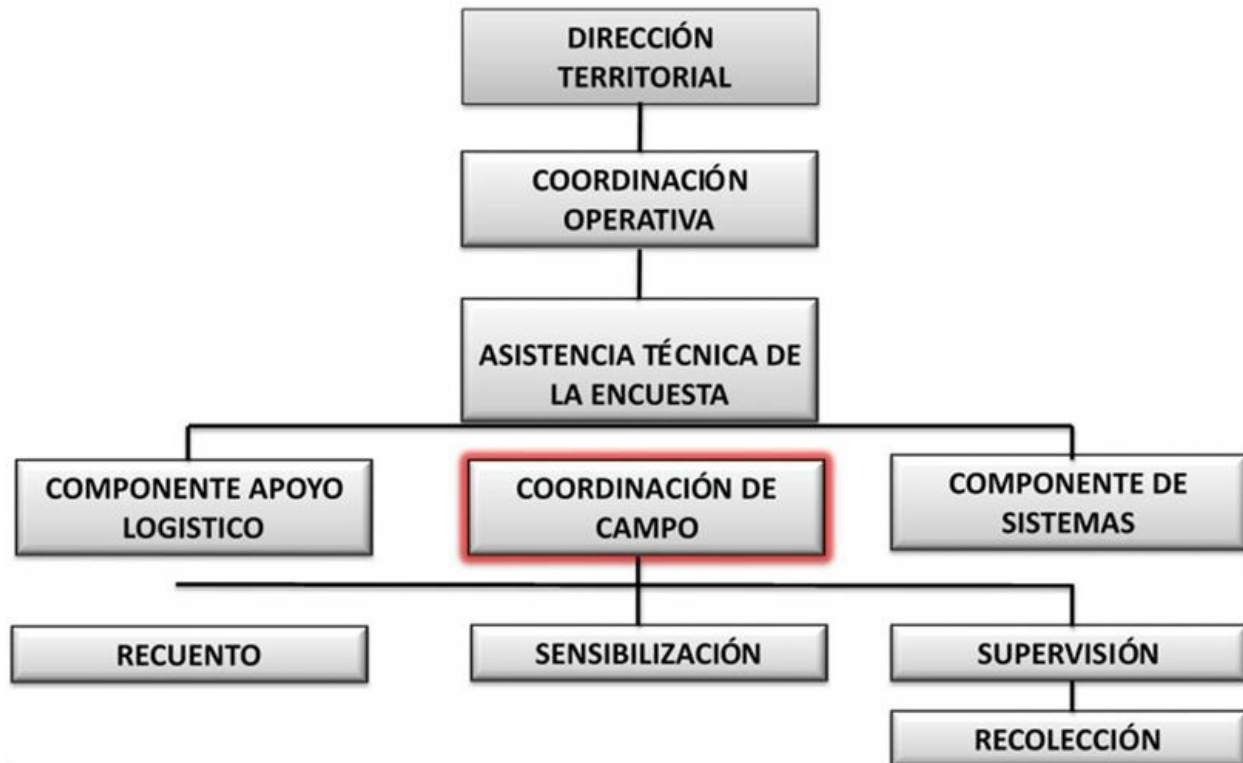 DIRECCIÓN
TERRITORIAL
COORDINACIÓN
OPERATIVA
ASISTENCIA TÉCNICA DE
LA ENCUESTA
COMPONENTE APOYO
LOGISTICO
COORDINACIÓN DE
CAMPO
COMPONENTE DE
SISTEMAS
RECUENTO
SENSIBILIZACIÓN
SUPERVISIÓN
RECOLECCIÓN